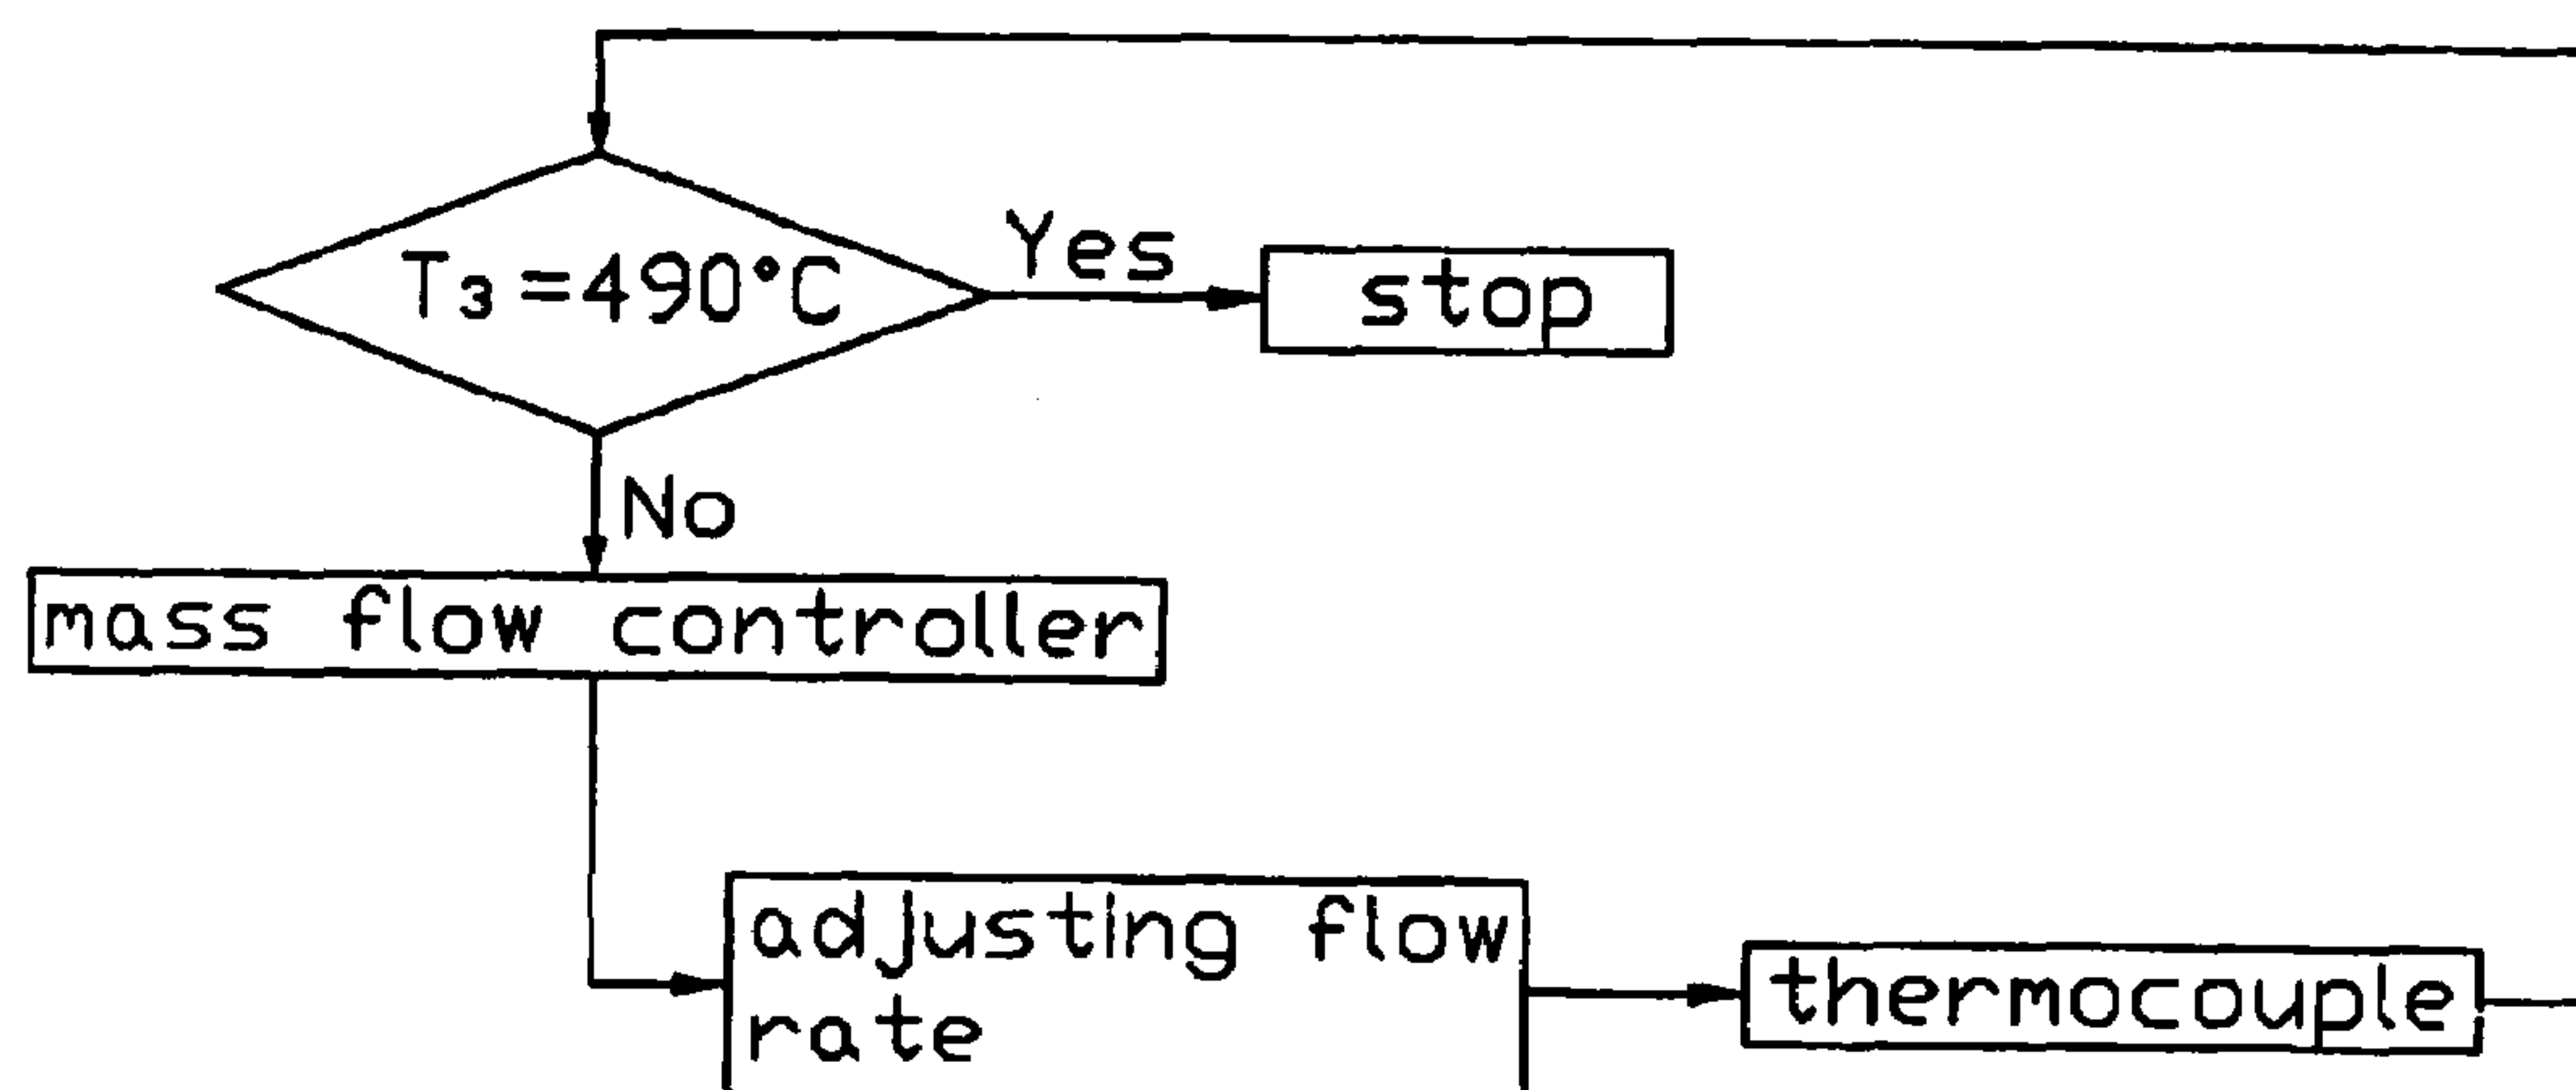 T₃=490°C
Yes
stop
No
mass flow controller
adjusting flow
rate
thermocouple